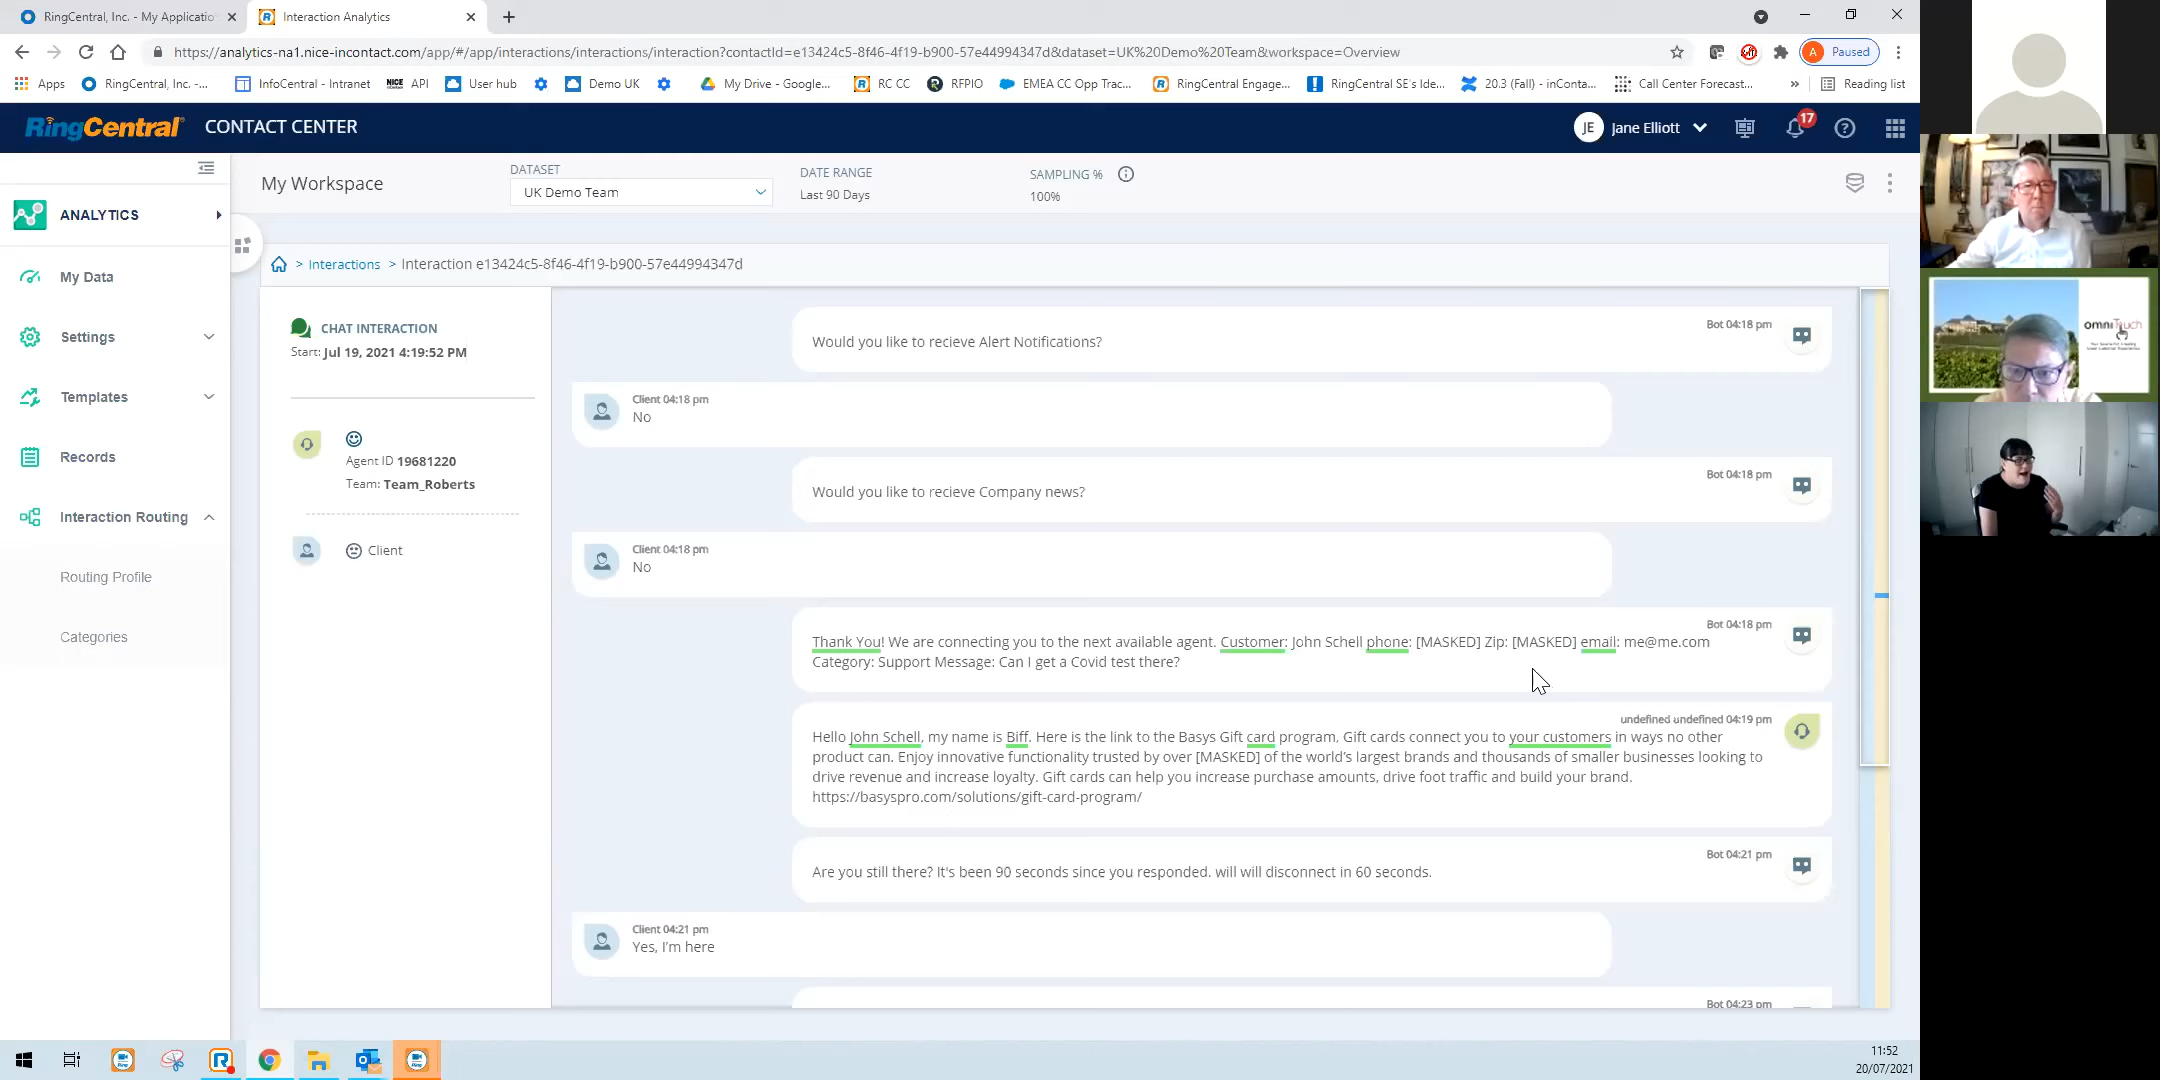 RingCentral, Inc. - My Applicatio
Interaction Analytics
https://analytics-na1.nice-incontact.com/app/#/app/interactions/interactions/interaction?contactId=e13424c5-8f46-4f19-b900-57e44994347d&dataset=UK%20Demo%20Team&workspace=Overview
A Paused
Apps RingCentral, Inc. -... InfoCentral - Intranet NICE API User hub Demo UK My Drive - Google... RC CC RFPIO EMEA CC Opp Trac... RingCentral Engage... RingCentral SE's Ide... 20.3 (Fall) - inConta... Call Center Forecast... » Reading list
RingCentral CONTACT CENTER
JE Jane Elliott 17
My Workspace
DATASET
UK Demo Team
DATE RANGE
Last 90 Days
SAMPLING %
100%
ANALYTICS
My Data
Settings
Templates
Records
Interaction Routing
Routing Profile
Categories
> Interactions > Interaction e13424c5-8f46-4f19-b900-57e44994347d
CHAT INTERACTION
Start: Jul 19, 2021 4:19:52 PM
Agent ID 19681220
Team: Team_Roberts
Client
Bot 04:18 pm
Would you like to recieve Alert Notifications?
Client 04:18 pm
No
Bot 04:18 pm
Would you like to recieve Company news?
Client 04:18 pm
No
Bot 04:18 pm
Thank You! We are connecting you to the next available agent. Customer: John Schell phone: [MASKED] Zip: [MASKED] email: me@me.com
Category: Support Message: Can I get a Covid test there?
undefined undefined 04:19 pm
Hello John Schell, my name is Biff. Here is the link to the Basys Gift card program, Gift cards connect you to your customers in ways no other
product can. Enjoy innovative functionality trusted by over [MASKED] of the world's largest brands and thousands of smaller businesses looking to
drive revenue and increase loyalty. Gift cards can help you increase purchase amounts, drive foot traffic and build your brand.
https://basyspro.com/solutions/gift-card-program/
Bot 04:21 pm
Are you still there? It's been 90 seconds since you responded. will will disconnect in 60 seconds.
Client 04:21 pm
Yes, I'm here
Bot 04:23 pm
omniTouch
11:52
20/07/2021